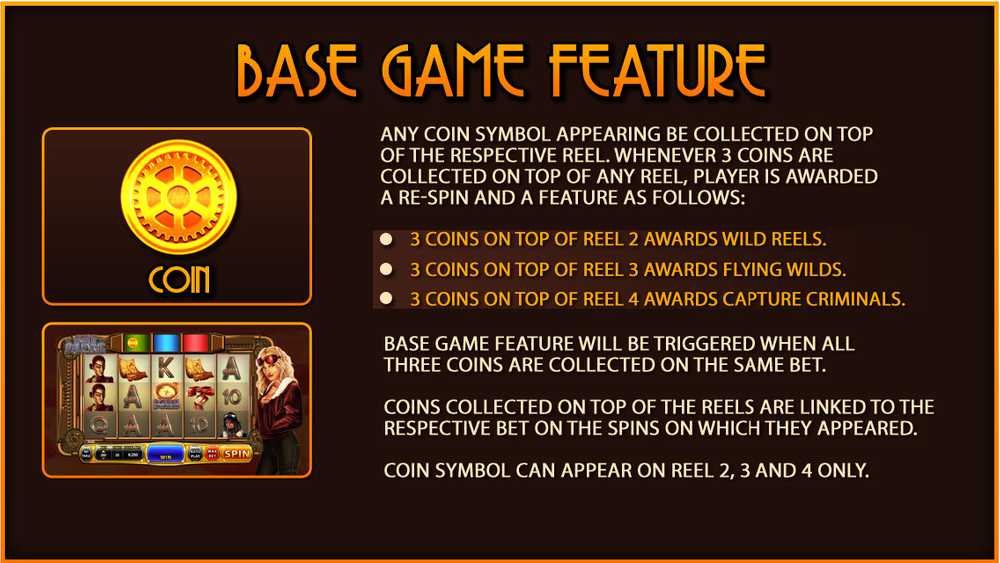 BASE GAME FEATURE
COIN
ANY COIN SYMBOL APPEARING BE COLLECTED ON TOP
OF THE RESPECTIVE REEL. WHENEVER 3 COINS ARE
COLLECTED ON TOP OF ANY REEL, PLAYER IS AWARDED
A RE-SPIN AND A FEATURE AS FOLLOWS:
3 COINS ON TOP OF REEL 2 AWARDS WILD REELS.
3 COINS ON TOP OF REEL 3 AWARDS FLYING WILDS.
3 COINS ON TOP OF REEL 4 AWARDS CAPTURE CRIMINALS.
BASE GAME FEATURE WILL BE TRIGGERED WHEN ALL
THREE COINS ARE COLLECTED ON THE SAME BET.
COINS COLLECTED ON TOP OF THE REELS ARE LINKED TO THE
RESPECTIVE BET ON THE SPINS ON WHICH THEY APPEARED.
COIN SYMBOL CAN APPEAR ON REEL 2, 3 AND 4 ONLY.
K A
A 10
10
WIN SPIN